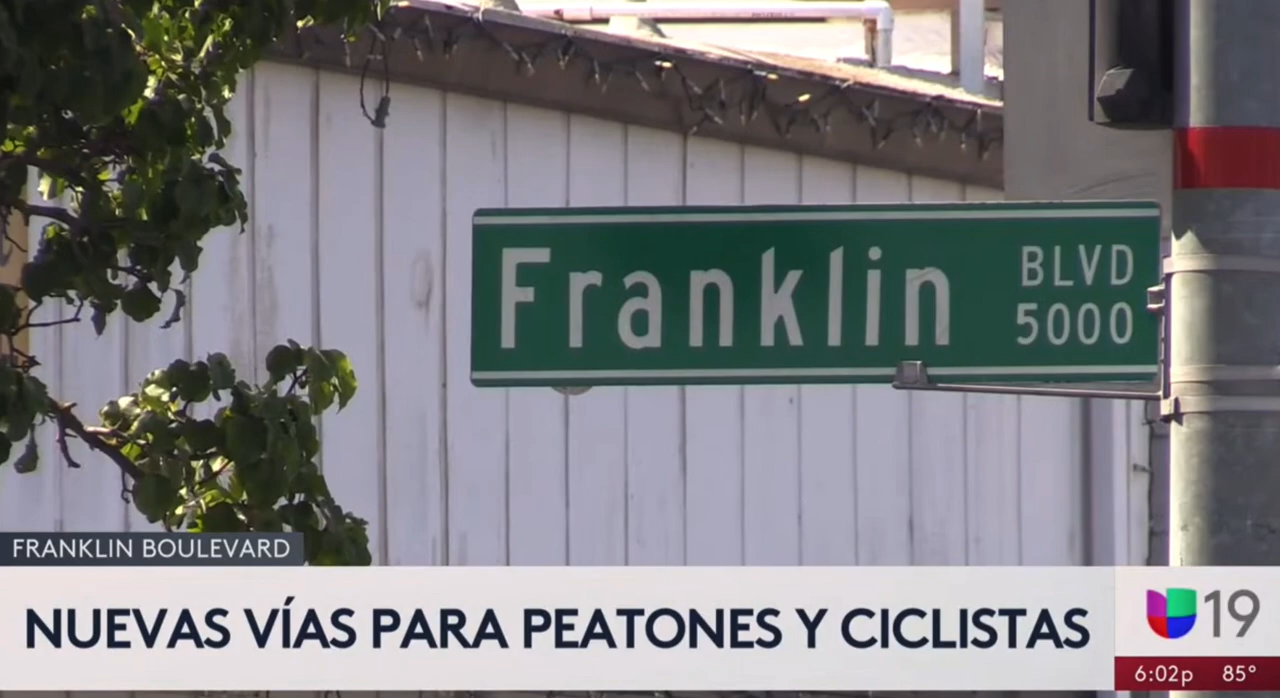 Franklin BLVD
5000
FRANKLIN BOULEVARD
NUEVAS VÍAS PARA PEATONES Y CICLISTAS
19
6:02p 85°